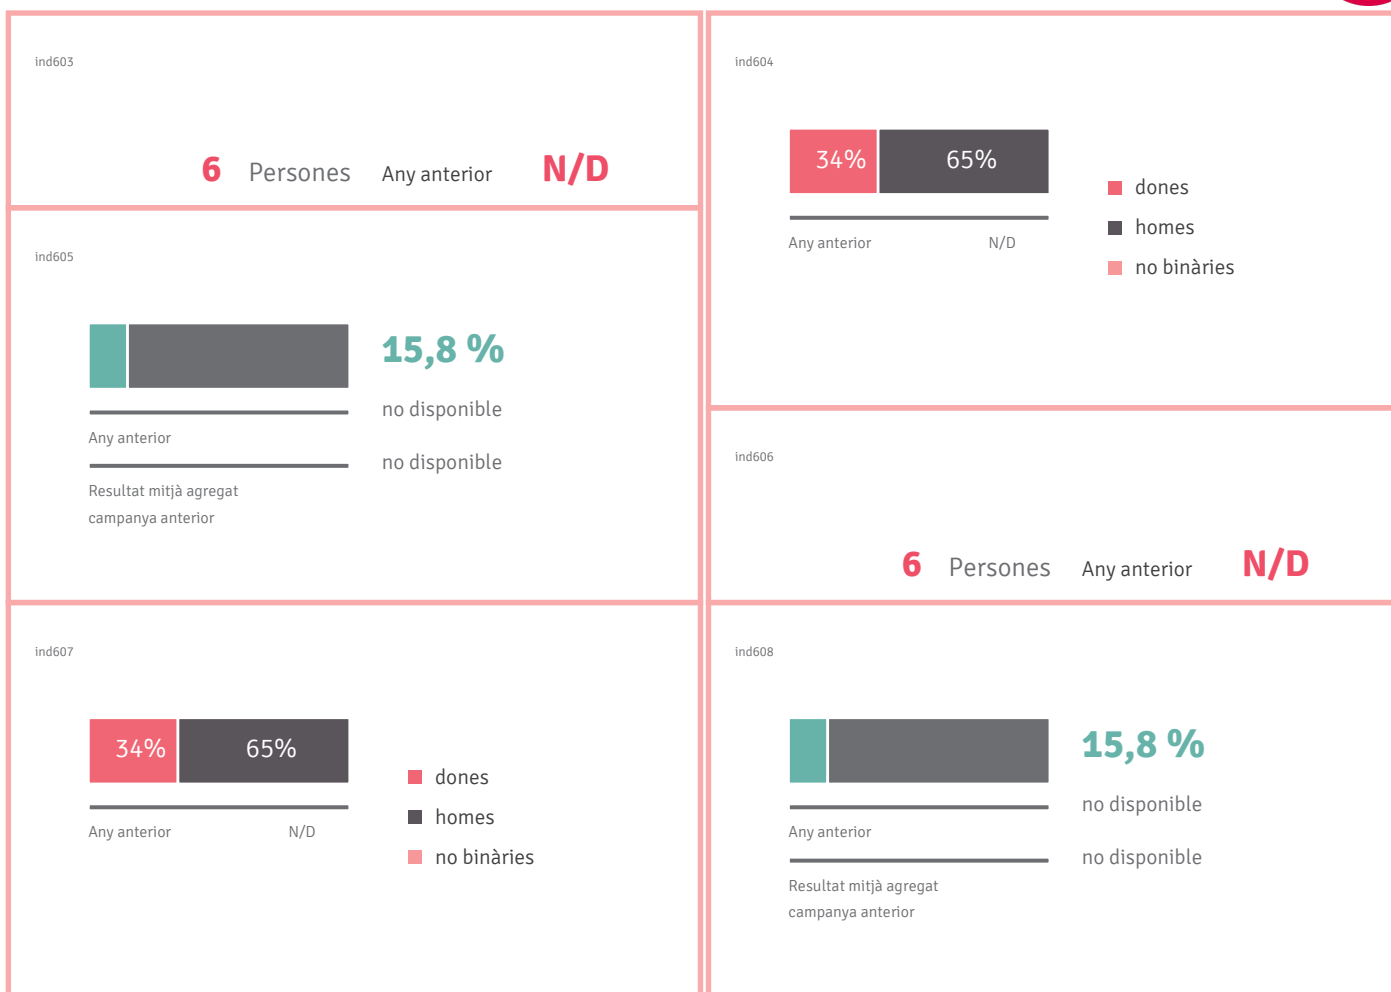 ind603
6 Persones Any anterior N/D
ind604
34% 65%
dones
homes
no binàries
Any anterior N/D
ind605
15,8 %
no disponible
Any anterior
no disponible
Resultat mitjà agregat
campanya anterior
ind606
6 Persones Any anterior N/D
ind607
34% 65%
dones
homes
no binàries
Any anterior N/D
ind608
15,8 %
no disponible
Any anterior
no disponible
Resultat mitjà agregat
campanya anterior